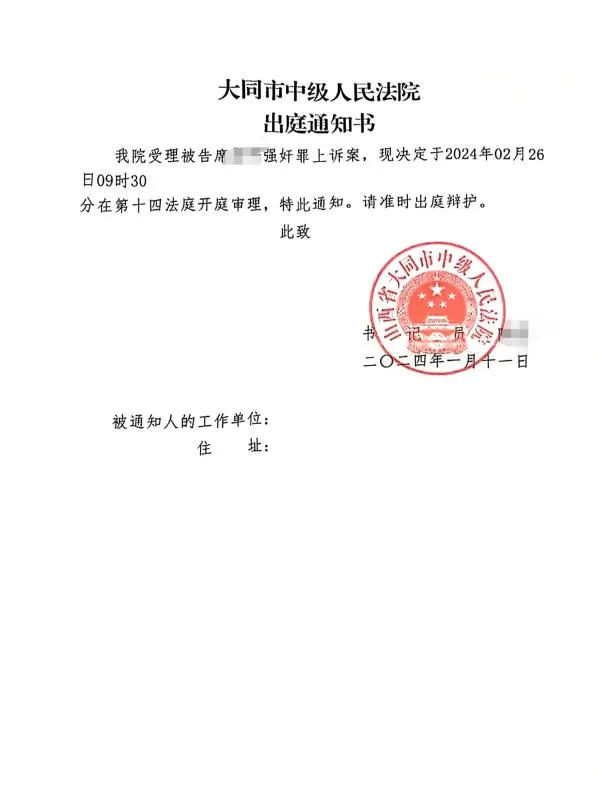 大同市中级人民法院
出庭通知书
我院受理被告席 强奸罪上诉案，现决定于2024年02月26
日09时30
分在第十四法庭开庭审理，特此通知。请准时出庭辩护。
此致
山西省大同市中级人民法院
书 记 员
二〇二四年一月十一日
被通知人的工作单位：
住 址：